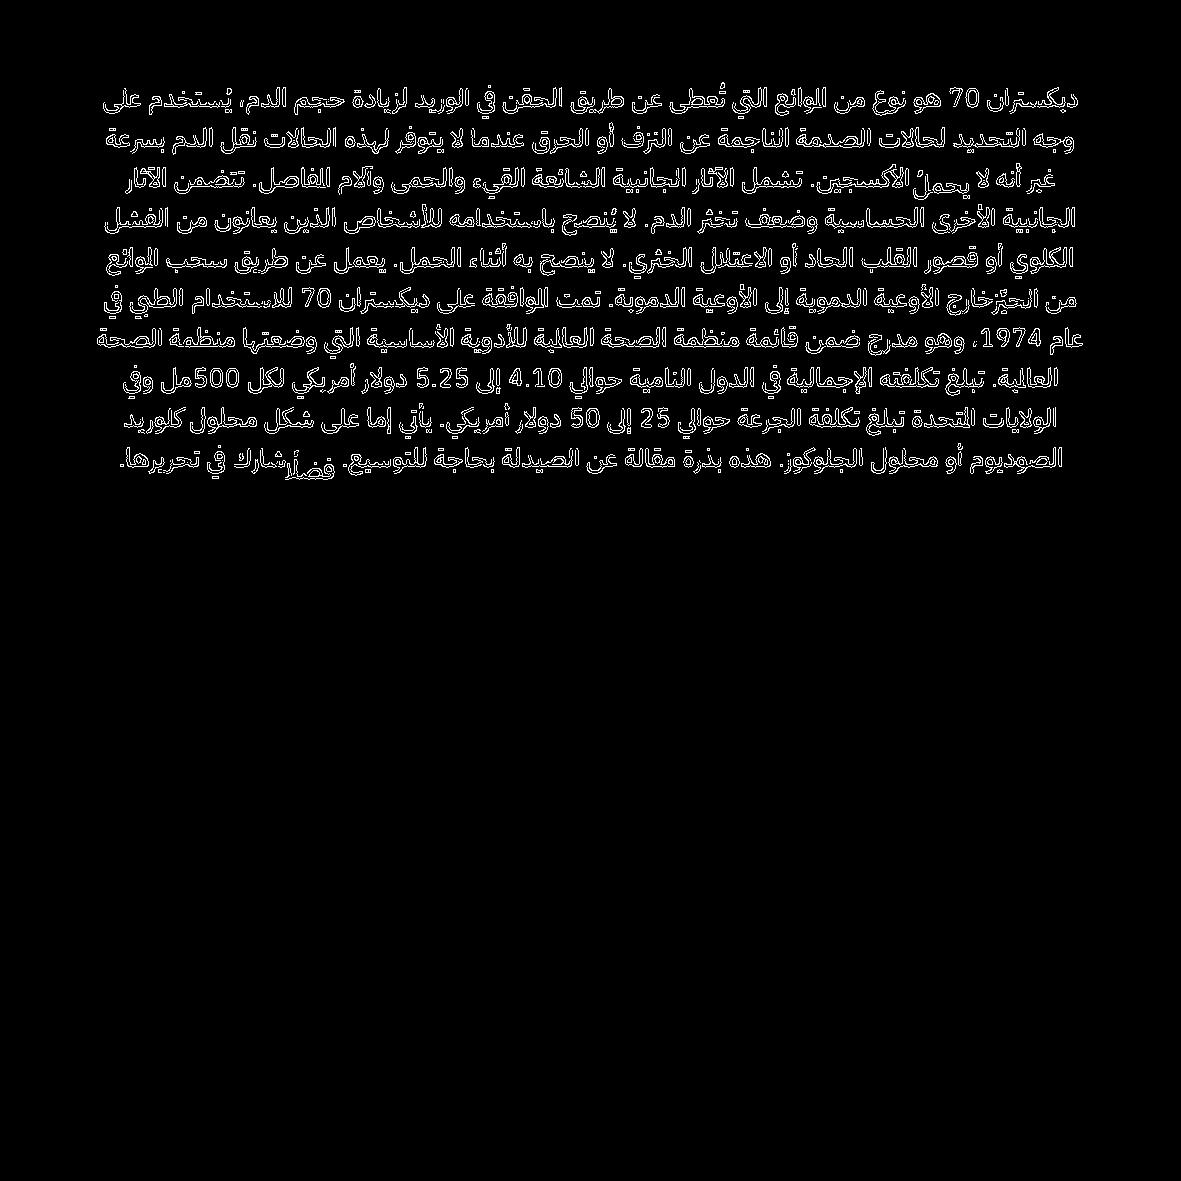 ديكستران 70 هو نوع من الموائع التي تُعطى عن طريق الحقن في الوريد لزيادة حجم الدم، يُستخدم على
وجه التحديد لحالات الصدمة الناجمة عن النزف أو الحرق عندما لا يتوفر لهذه الحالات نقل الدم بسرعة
غير أنه لا يحملُ الأكسجين. تشمل الآثار الجانبية الشائعة القيء والحمى وآلام المفاصل. تتضمن الآثار
الجانبية الأخرى الحساسية وضعف تخثر الدم. لا يُنصح باستخدامه للأشخاص الذين يعانون من الفشل
الكلوي أو قصور القلب الحاد أو الاعتلال الخثري. لا ينصح به أثناء الحمل. يعمل عن طريق سحب الموائع
من الحيِّزخارج الأوعية الدموية إلى الأوعية الدموية. تمت الموافقة على ديكستران 70 للاستخدام الطبي في
عام 1974، وهو مدرج ضمن قائمة منظمة الصحة العالمية للأدوية الأساسية التي وضعتها منظمة الصحة
العالمية. تبلغ تكلفته الإجمالية في الدول النامية حوالي 4.10 إلى 5.25 دولار أمريكي لكل 500مل وفي
الولايات المتحدة تبلغ تكلفة الجرعة حوالي 25 إلى 50 دولار أمريكي. يأتي إما على شكل محلول كلوريد
الصوديوم أو محلول الجلوكوز. هذه بذرة مقالة عن الصيدلة بحاجة للتوسيع. فضلًا شارك في تحريرها.